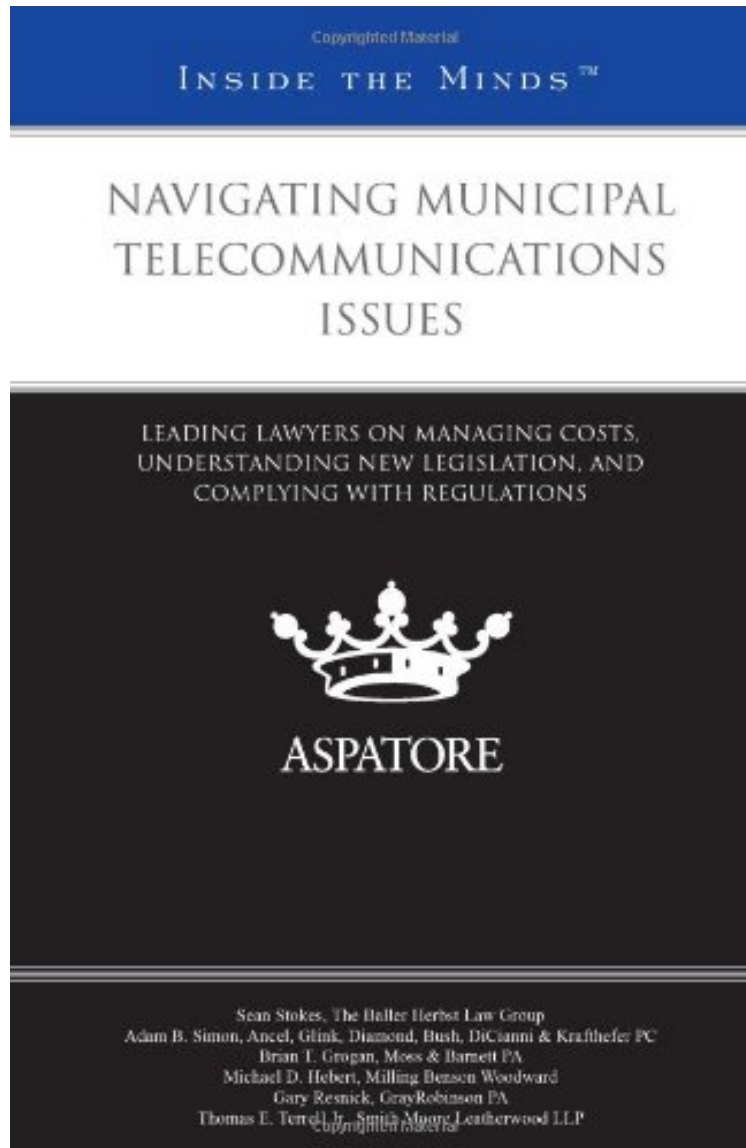 Copyrighted Material
INSIDE THE MINDS™
NAVIGATING MUNICIPAL
TELECOMMUNICATIONS
ISSUES
LEADING LAWYERS ON MANAGING COSTS,
UNDERSTANDING NEW LEGISLATION, AND
COMPLYING WITH REGULATIONS
ASPATORE
Sean Stokes, The Baller Herbst Law Group
Adam B. Simon, Ancel, Glink, Diamond, Bush, DiCianni & Krafthefer PC
Brian T. Grogan, Moss & Barnett PA
Michael D. Hebert, Milling Benson Woodward
Gary Resnick, GrayRobinson PA
Thomas E. Terrell Jr., Smith Moore Leatherwood LLP
Copyrighted Material